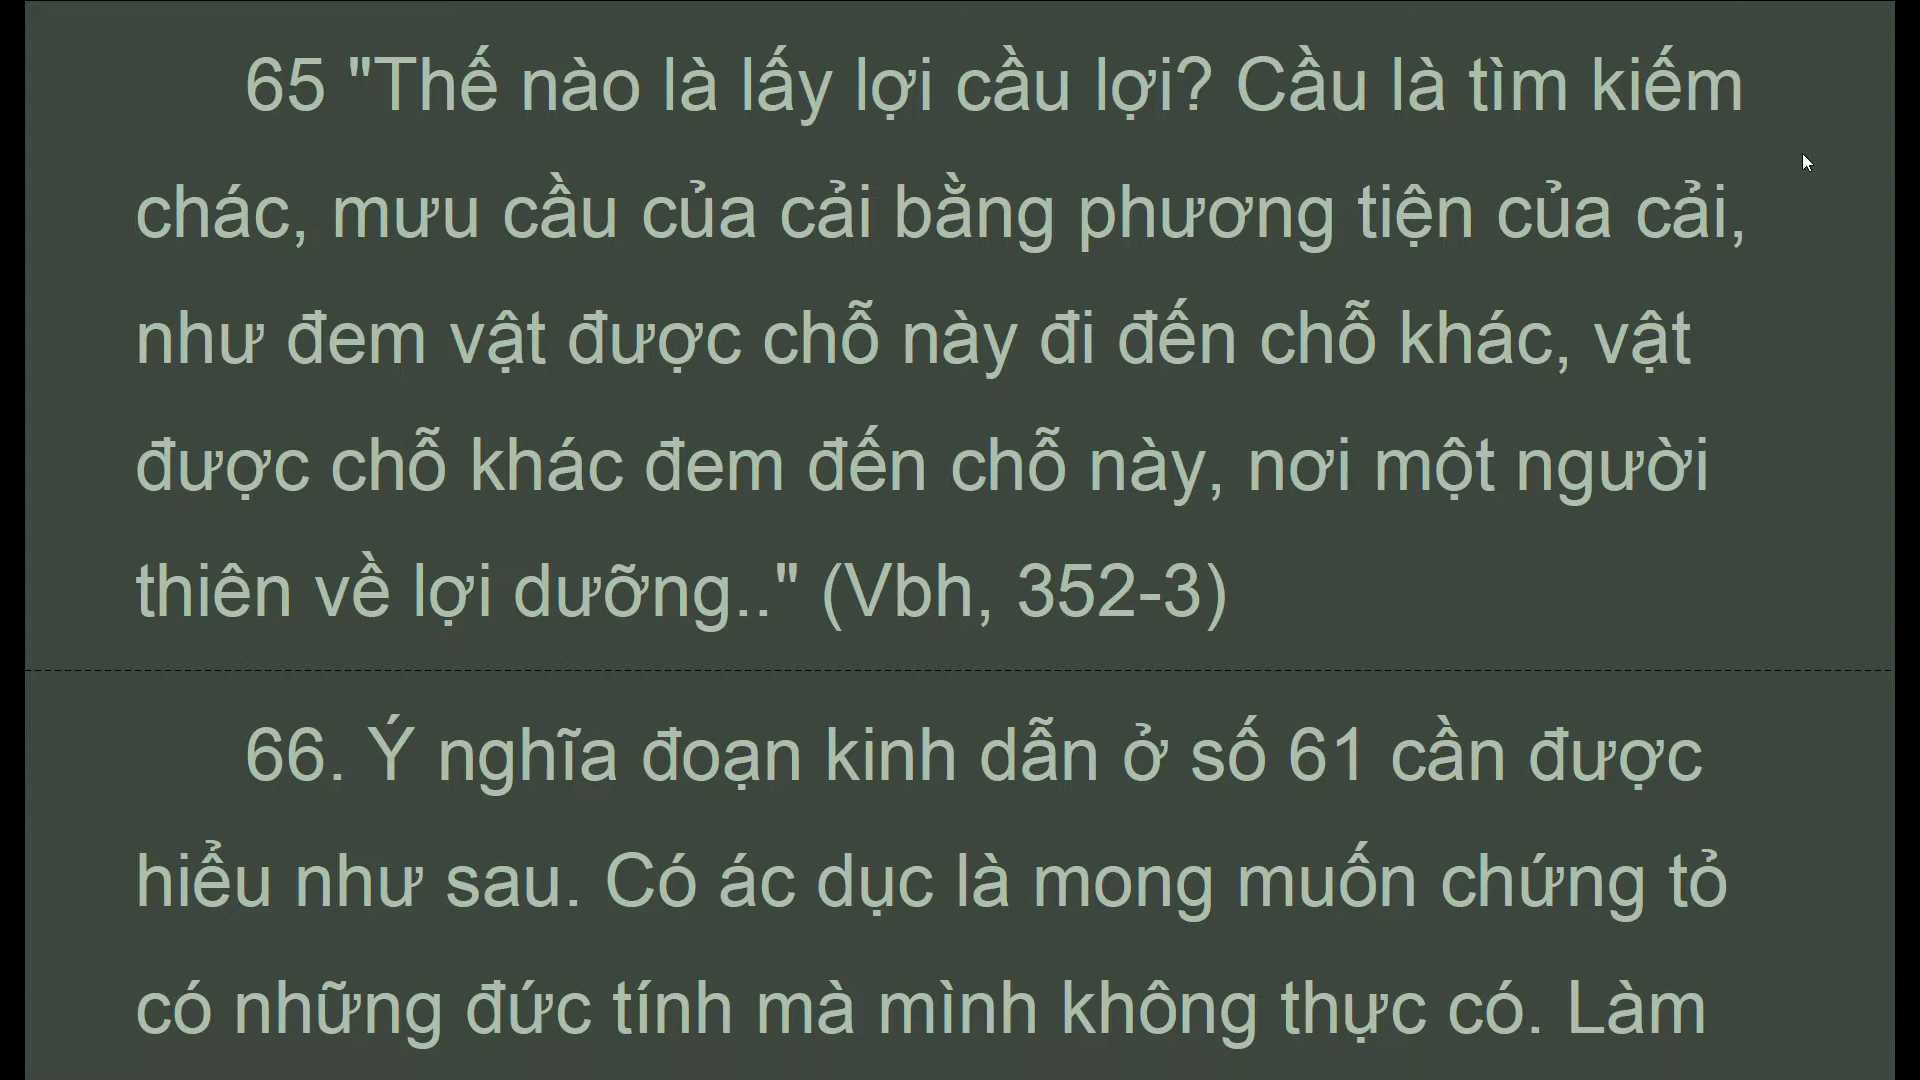 65 "Thế nào là lấy lợi cầu lợi? Cầu là tìm kiếm
chác, mưu cầu của cải bằng phương tiện của cải,
như đem vật được chỗ này đi đến chỗ khác, vật
được chỗ khác đem đến chỗ này, nơi một người
thiên về lợi dưỡng.." (Vbh, 352-3)
66. Ý nghĩa đoạn kinh dẫn ở số 61 cần được
hiểu như sau. Có ác dục là mong muốn chứng tỏ
có những đức tính mà mình không thực có. Làm